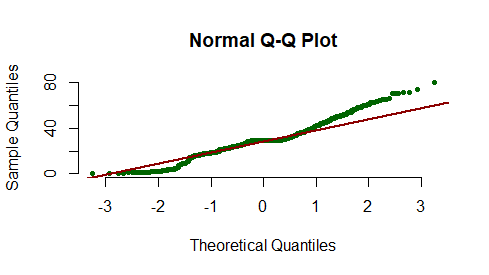 Normal Q-Q Plot
Sample Quantiles
80
40
0
-3 -2 -1 0 1 2 3
Theoretical Quantiles